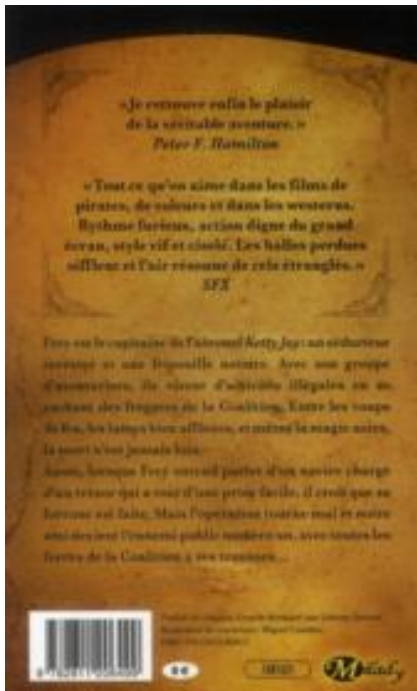 «Je retrouve enfin le plaisir
de la véritable aventure.»
Peter F. Hamilton
«Tout ce qu'on aime dans les films de
pirates, de voleurs et dans les westerns.
Rythme furieux, action digne du grand
écran, style vif et ciselé. Les balles perdues
sifflent et l'air résonne de cris étranglés.»
SFX
Frey est le capitaine de l'aéronef Ketty Jay: un séducteur
et une fripouille notoire. Avec son groupe
d'aventuriers, ils vivent d'activités illégales en se
cachant des frégates de la Coalition. Entre les coups
de feu, les lames bien affûtées, et même la magie noire,
la mort n'est jamais loin.
Aussi, lorsque Frey entend parler d'un navire chargé
d'un trésor qui a tout d'une proie facile, il croit que sa
fortune est faite. Mais l'opération tourne mal et notre
ami devient l'ennemi public numéro un, avec toutes les
forces de la Coalition à ses trousses...
Milady